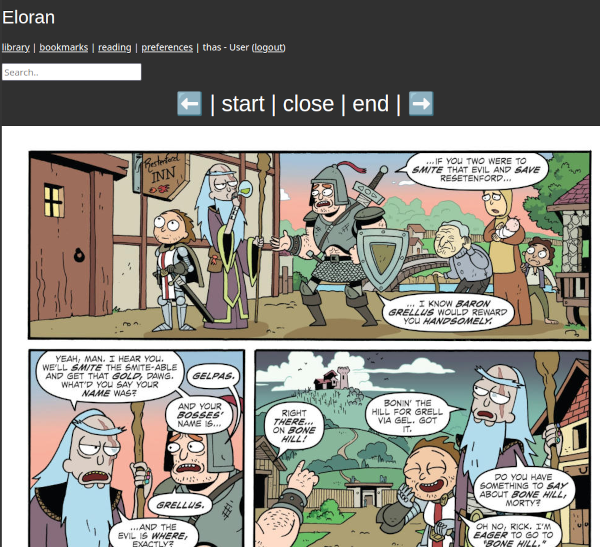 Eloran
library | bookmarks | reading | preferences | thas - User (logout)
Search..
| start | close | end |
Resterford
INN
...IF YOU TWO WERE TO
SMITE THAT EVIL AND SAVE
RESETENFORD...
... I KNOW BARON
GRELLUS WOULD REWARD
YOU HANDSOMELY.
YEAH, MAN. I HEAR YOU.
WE'LL SMITE THE SMITE-ABLE
AND GET THAT GOLD, DAWG.
WHAT'D YOU SAY YOUR
NAME WAS?
GELPAS.
AND YOUR
BOSSES'
NAME IS...
GRELLUS.
...AND THE
EVIL IS WHERE,
EXACTLY?
RIGHT
THERE...
ON BONE
HILL!
BONIN' THE
HILL FOR GRELL
VIA GEL. GOT
IT.
DO YOU HAVE
SOMETHING TO SAY
ABOUT BONE HILL,
MORTY?
OH NO, RICK. I'M
EAGER TO GO TO
"BONE HILL."